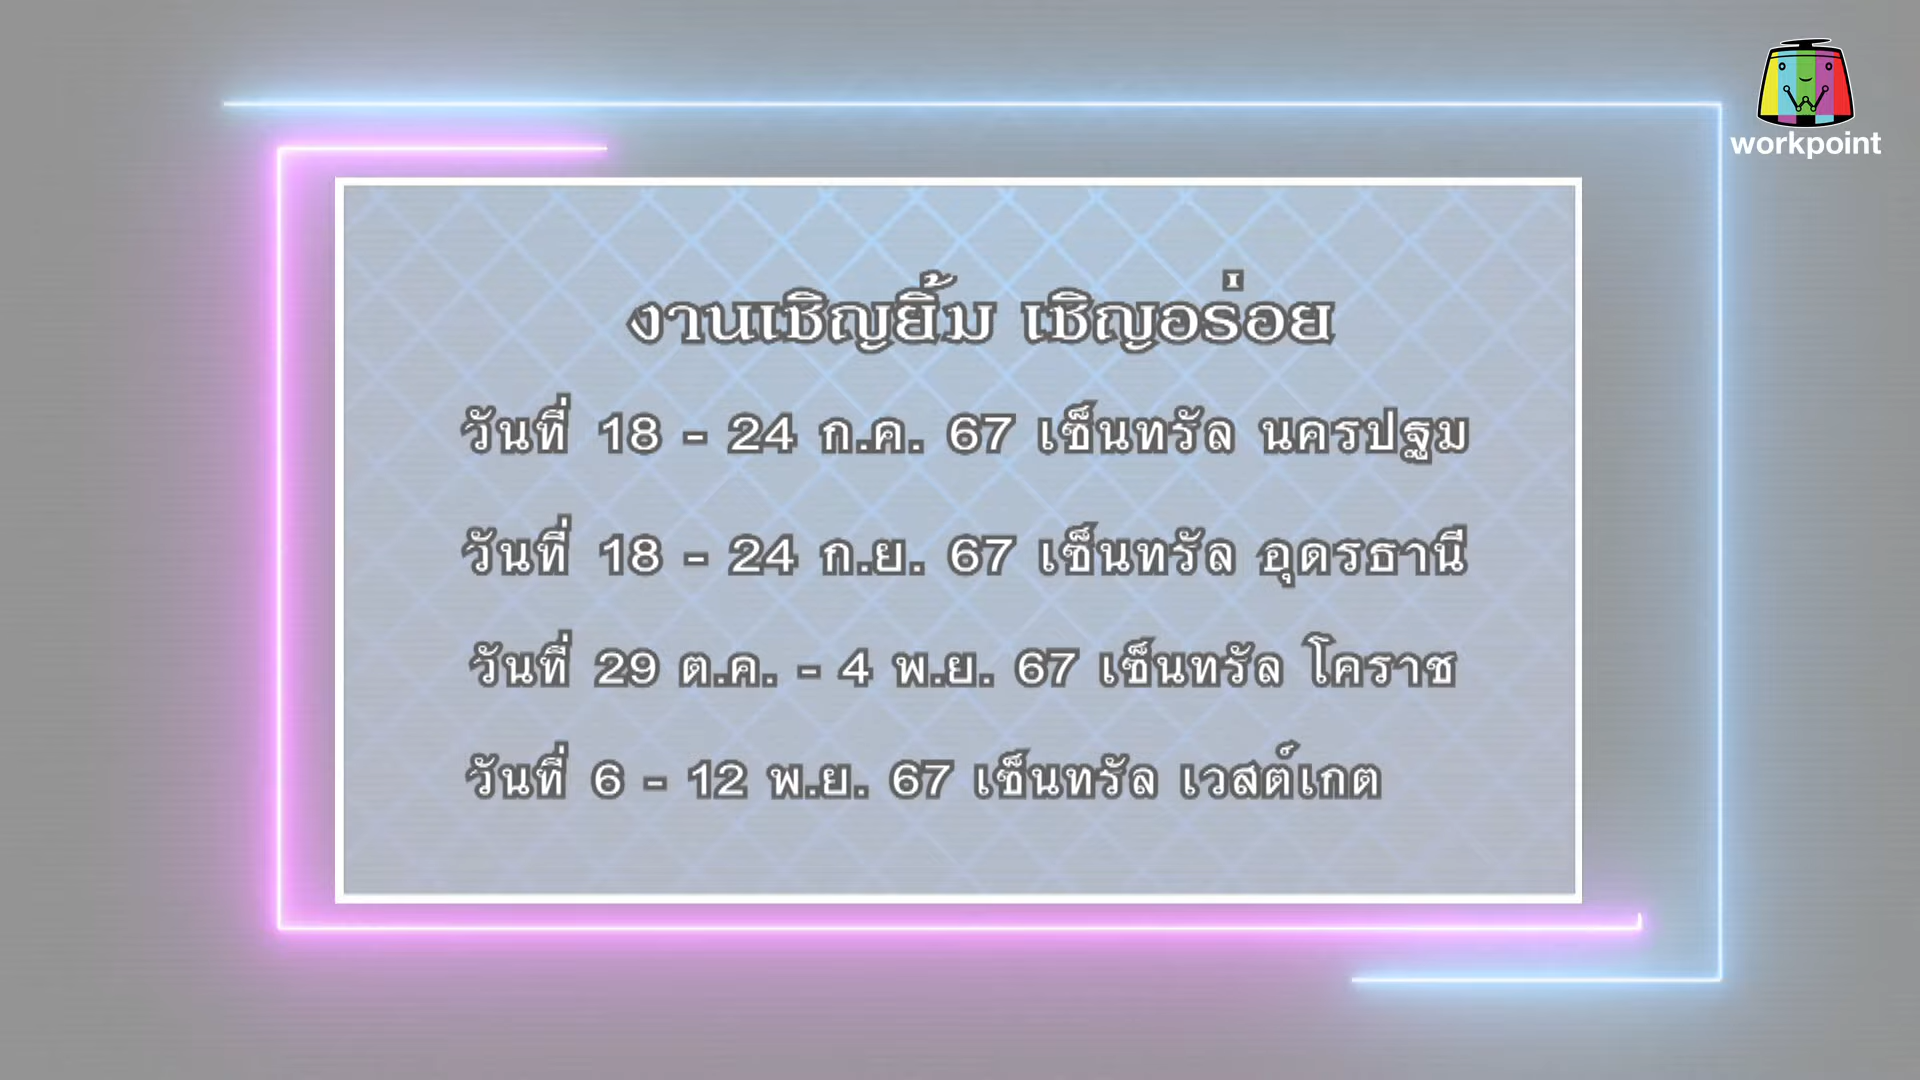 workpoint
งานเชิญยิ้ม เชิญอร่อย
วันที่ 18 - 24 ก.ค. 67 เซ็นทรัล นครปฐม
วันที่ 18 - 24 ก.ย. 67 เซ็นทรัล อุดรธานี
วันที่ 29 ต.ค. - 4 พ.ย. 67 เซ็นทรัล โคราช
วันที่ 6 - 12 พ.ย. 67 เซ็นทรัล เวสต์เกต